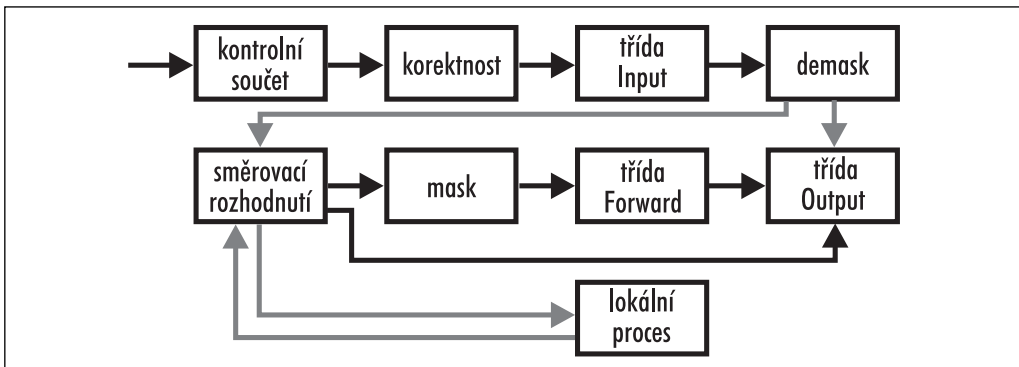 kontrolní
součet
korektnost
třída
Input
demask
směrovací
rozhodnutí
mask
třída
Forward
třída
Output
lokální
proces